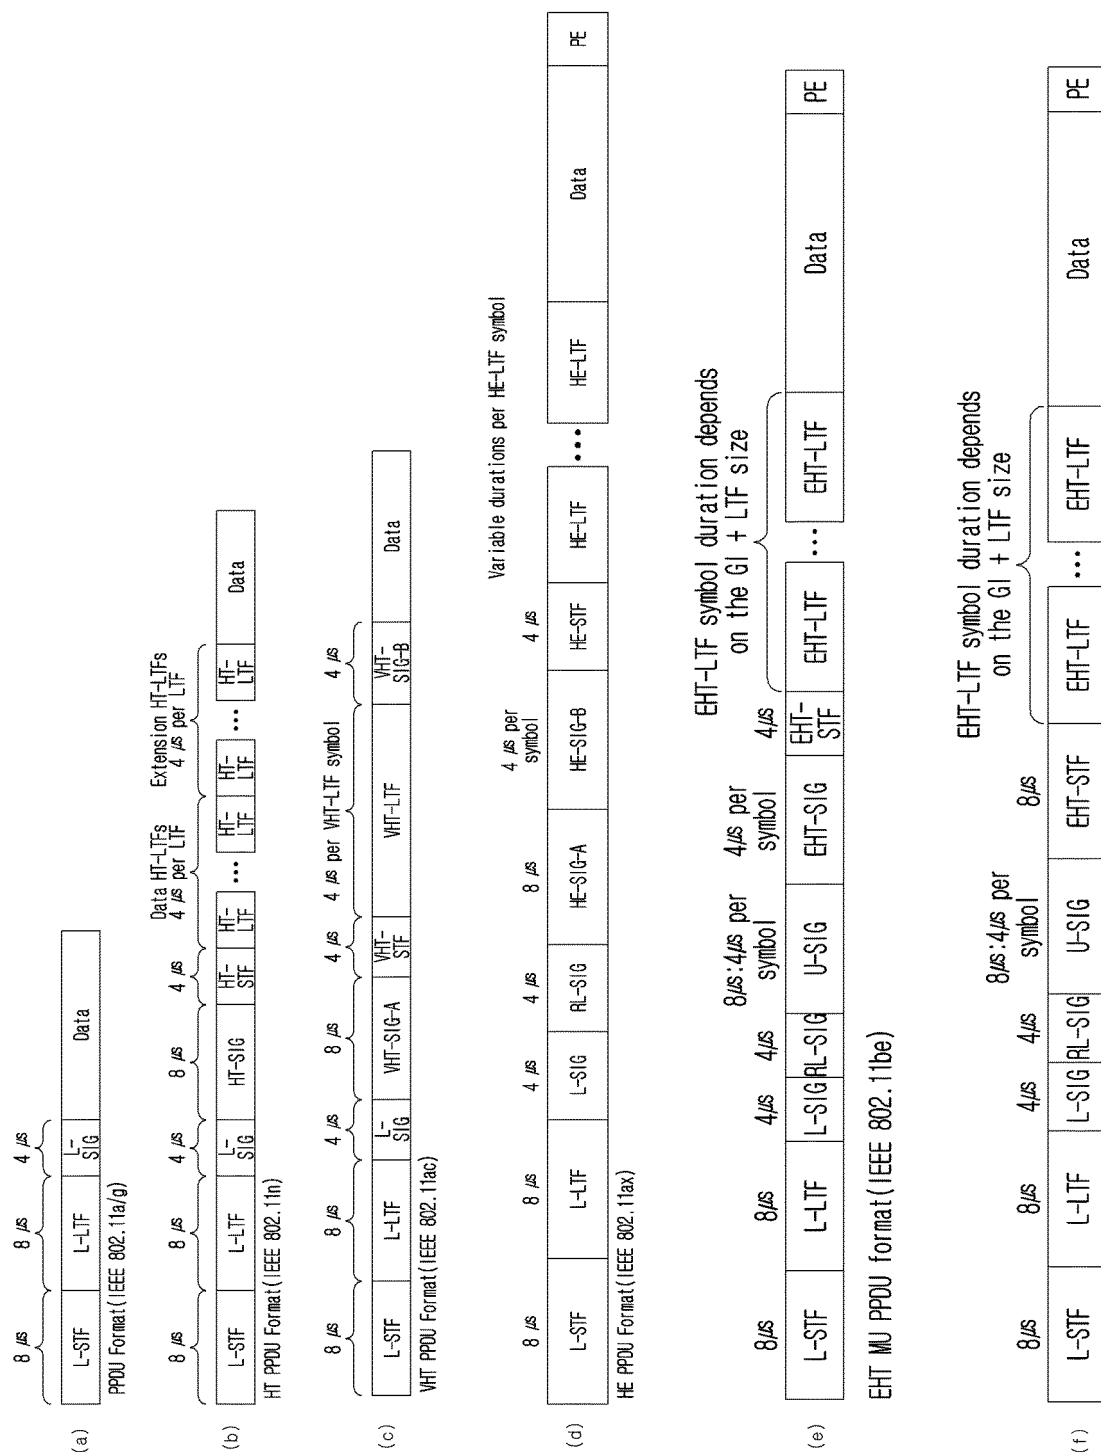 (a)
8 μs
8 μs
4 μs
L-STF
L-LTF
L-
SIG
Data
PPDU Format(IEEE 802.11a/g)
(b)
8 μs
8 μs
4 μs
8 μs
4 μs
Data HT-LTFs
4 μs per LTF
Extension HT-LTFs
4 μs per LTF
L-STF
L-LTF
L-
SIG
HT-SIG
HT-
STF
HT-
LTF
•••
HT-
LTF
HT-
LTF
•••
HT-
LTF
Data
HT PPDU Format(IEEE 802.11n)
(c)
8 μs
8 μs
4 μs
8 μs
4 μs
4 μs per VHT-LTF symbol
4 μs
L-STF
L-LTF
L-
SIG
VHT-SIG-A
VHT-
STF
VHT-LTF
VHT-
SIG-B
Data
VHT PPDU Format(IEEE 802.11ac)
(d)
8 μs
8 μs
4 μs
4 μs
8 μs
4 μs per
symbol
4 μs
Variable durations per HE-LTF symbol
L-STF
L-LTF
L-SIG
RL-SIG
HE-SIG-A
HE-SIG-B
HE-STF
HE-LTF
•••
HE-LTF
Data
PE
HE PPDU Format(IEEE 802.11ax)
(e)
8μs
8μs
4μs
4μs
8μs:4μs per
symbol
4μs per
symbol
4μs
EHT-LTF symbol duration depends
on the GI + LTF size
L-STF
L-LTF
L-SIG
RL-SIG
U-SIG
EHT-SIG
EHT-
STF
EHT-LTF
•••
EHT-LTF
Data
PE
EHT MU PPDU format(IEEE 802.11be)
(f)
8μs
8μs
4μs
4μs
8μs:4μs per
symbol
8μs
EHT-LTF symbol duration depends
on the GI + LTF size
L-STF
L-LTF
L-SIG
RL-SIG
U-SIG
EHT-STF
EHT-LTF
•••
EHT-LTF
Data
PE